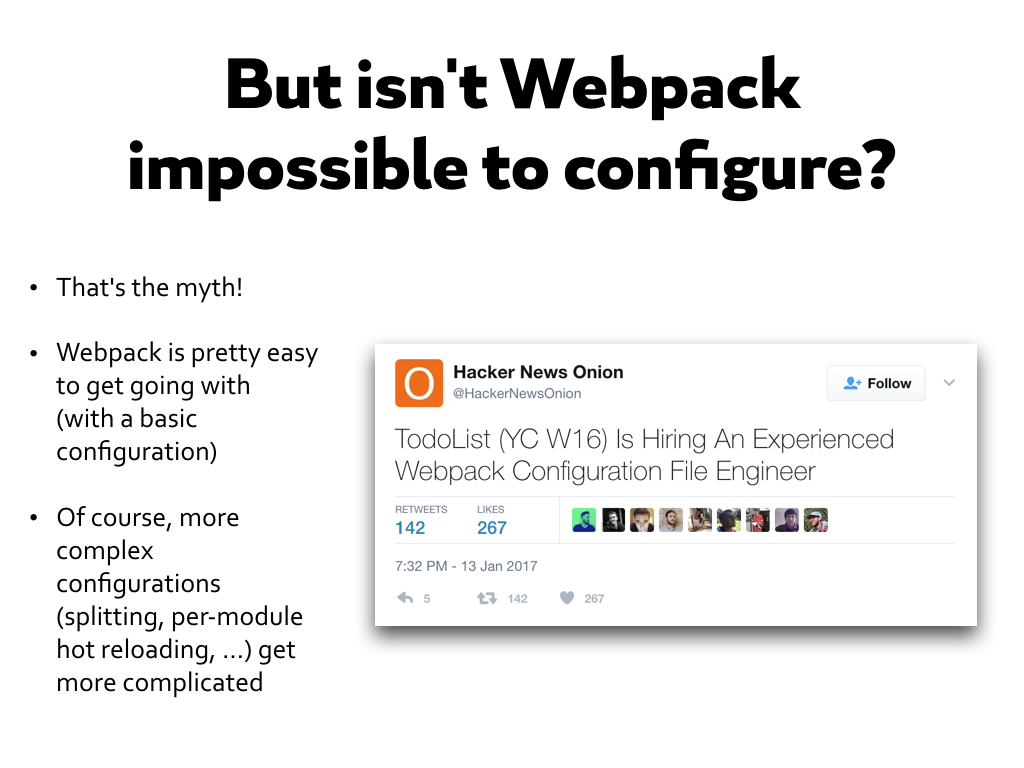 But isn't Webpack
impossible to configure?
• That's the myth!
• Webpack is pretty easy
to get going with
(with a basic
configuration)
• Of course, more
complex
configurations
(splitting, per-module
hot reloading, ...) get
more complicated
O
Hacker News Onion
@HackerNewsOnion
Follow
TodoList (YC W16) Is Hiring An Experienced
Webpack Configuration File Engineer
RETWEETS LIKES
142 267
7:32 PM - 13 Jan 2017
5 142 267